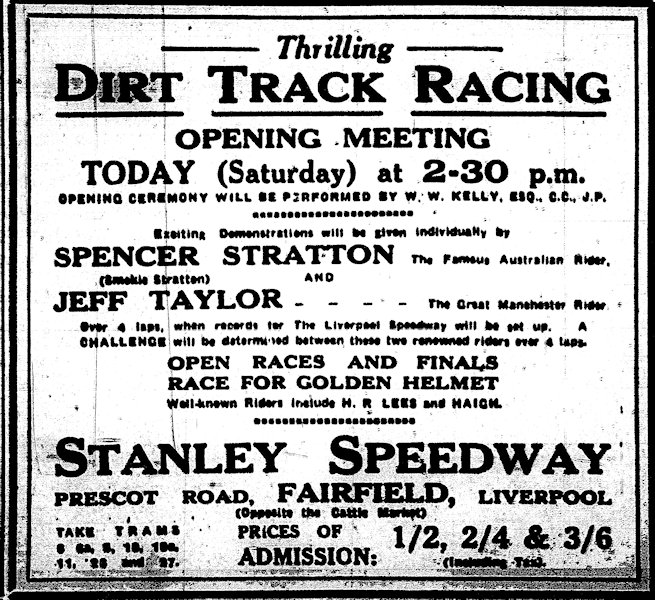 Thrilling
DIRT TRACK RACING
OPENING MEETING
TODAY (Saturday) at 2-30 p.m.
OPENING CEREMONY WILL BE PERFORMED BY W. W. KELLY, ESQ., C.C., J.P.
Exciting Demonstrations will be given individually by
SPENCER STRATTON The Famous Australian Rider,
(Smokie Stratton) AND
JEFF TAYLOR - - - - The Great Manchester Rider
Over 4 laps, when records for The Liverpool Speedway will be set up. A
CHALLENGE will be determined between these two renowned riders over 4 laps.
OPEN RACES AND FINALS
RACE FOR GOLDEN HELMET
Well-known Riders include H. R LEES and HAIGH.
STANLEY SPEEDWAY
PRESCOT ROAD, FAIRFIELD, LIVERPOOL
(Opposite the Cattle Market)
TAKE TRAMS
11, 26 and 27.
PRICES OF
ADMISSION:
1/2, 2/4 & 3/6
(Including Tax).